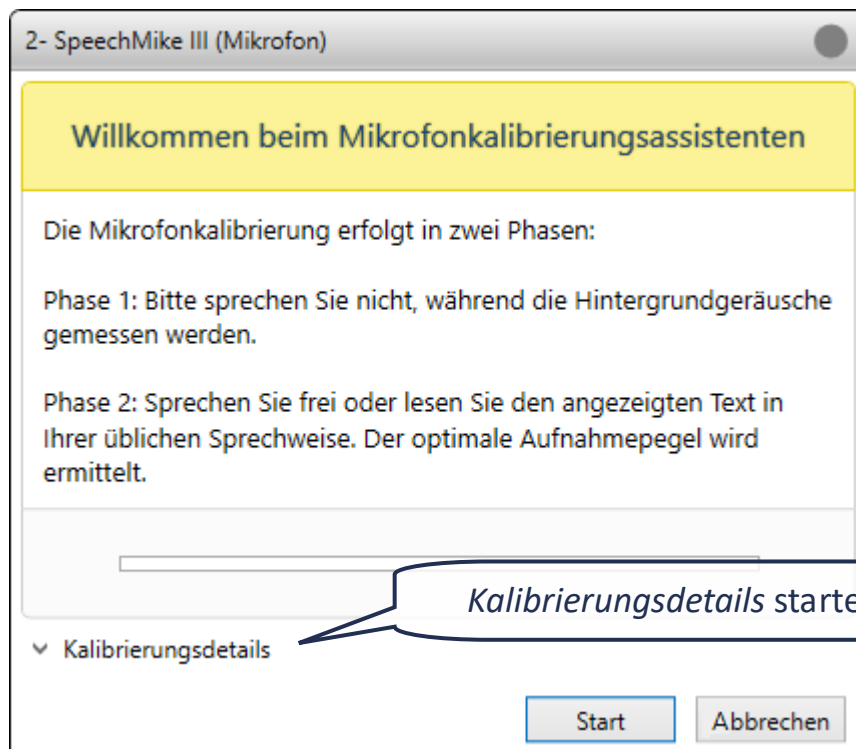 2- SpeechMike III (Mikrofon)
Willkommen beim Mikrofonkalibrierungsassistenten
Die Mikrofonkalibrierung erfolgt in zwei Phasen:
Phase 1: Bitte sprechen Sie nicht, während die Hintergrundgeräusche
gemessen werden.
Phase 2: Sprechen Sie frei oder lesen Sie den angezeigten Text in
Ihrer üblichen Sprechweise. Der optimale Aufnahmepegel wird
ermittelt.
Kalibrierungsdetails starte
Kalibrierungsdetails
Start Abbrechen